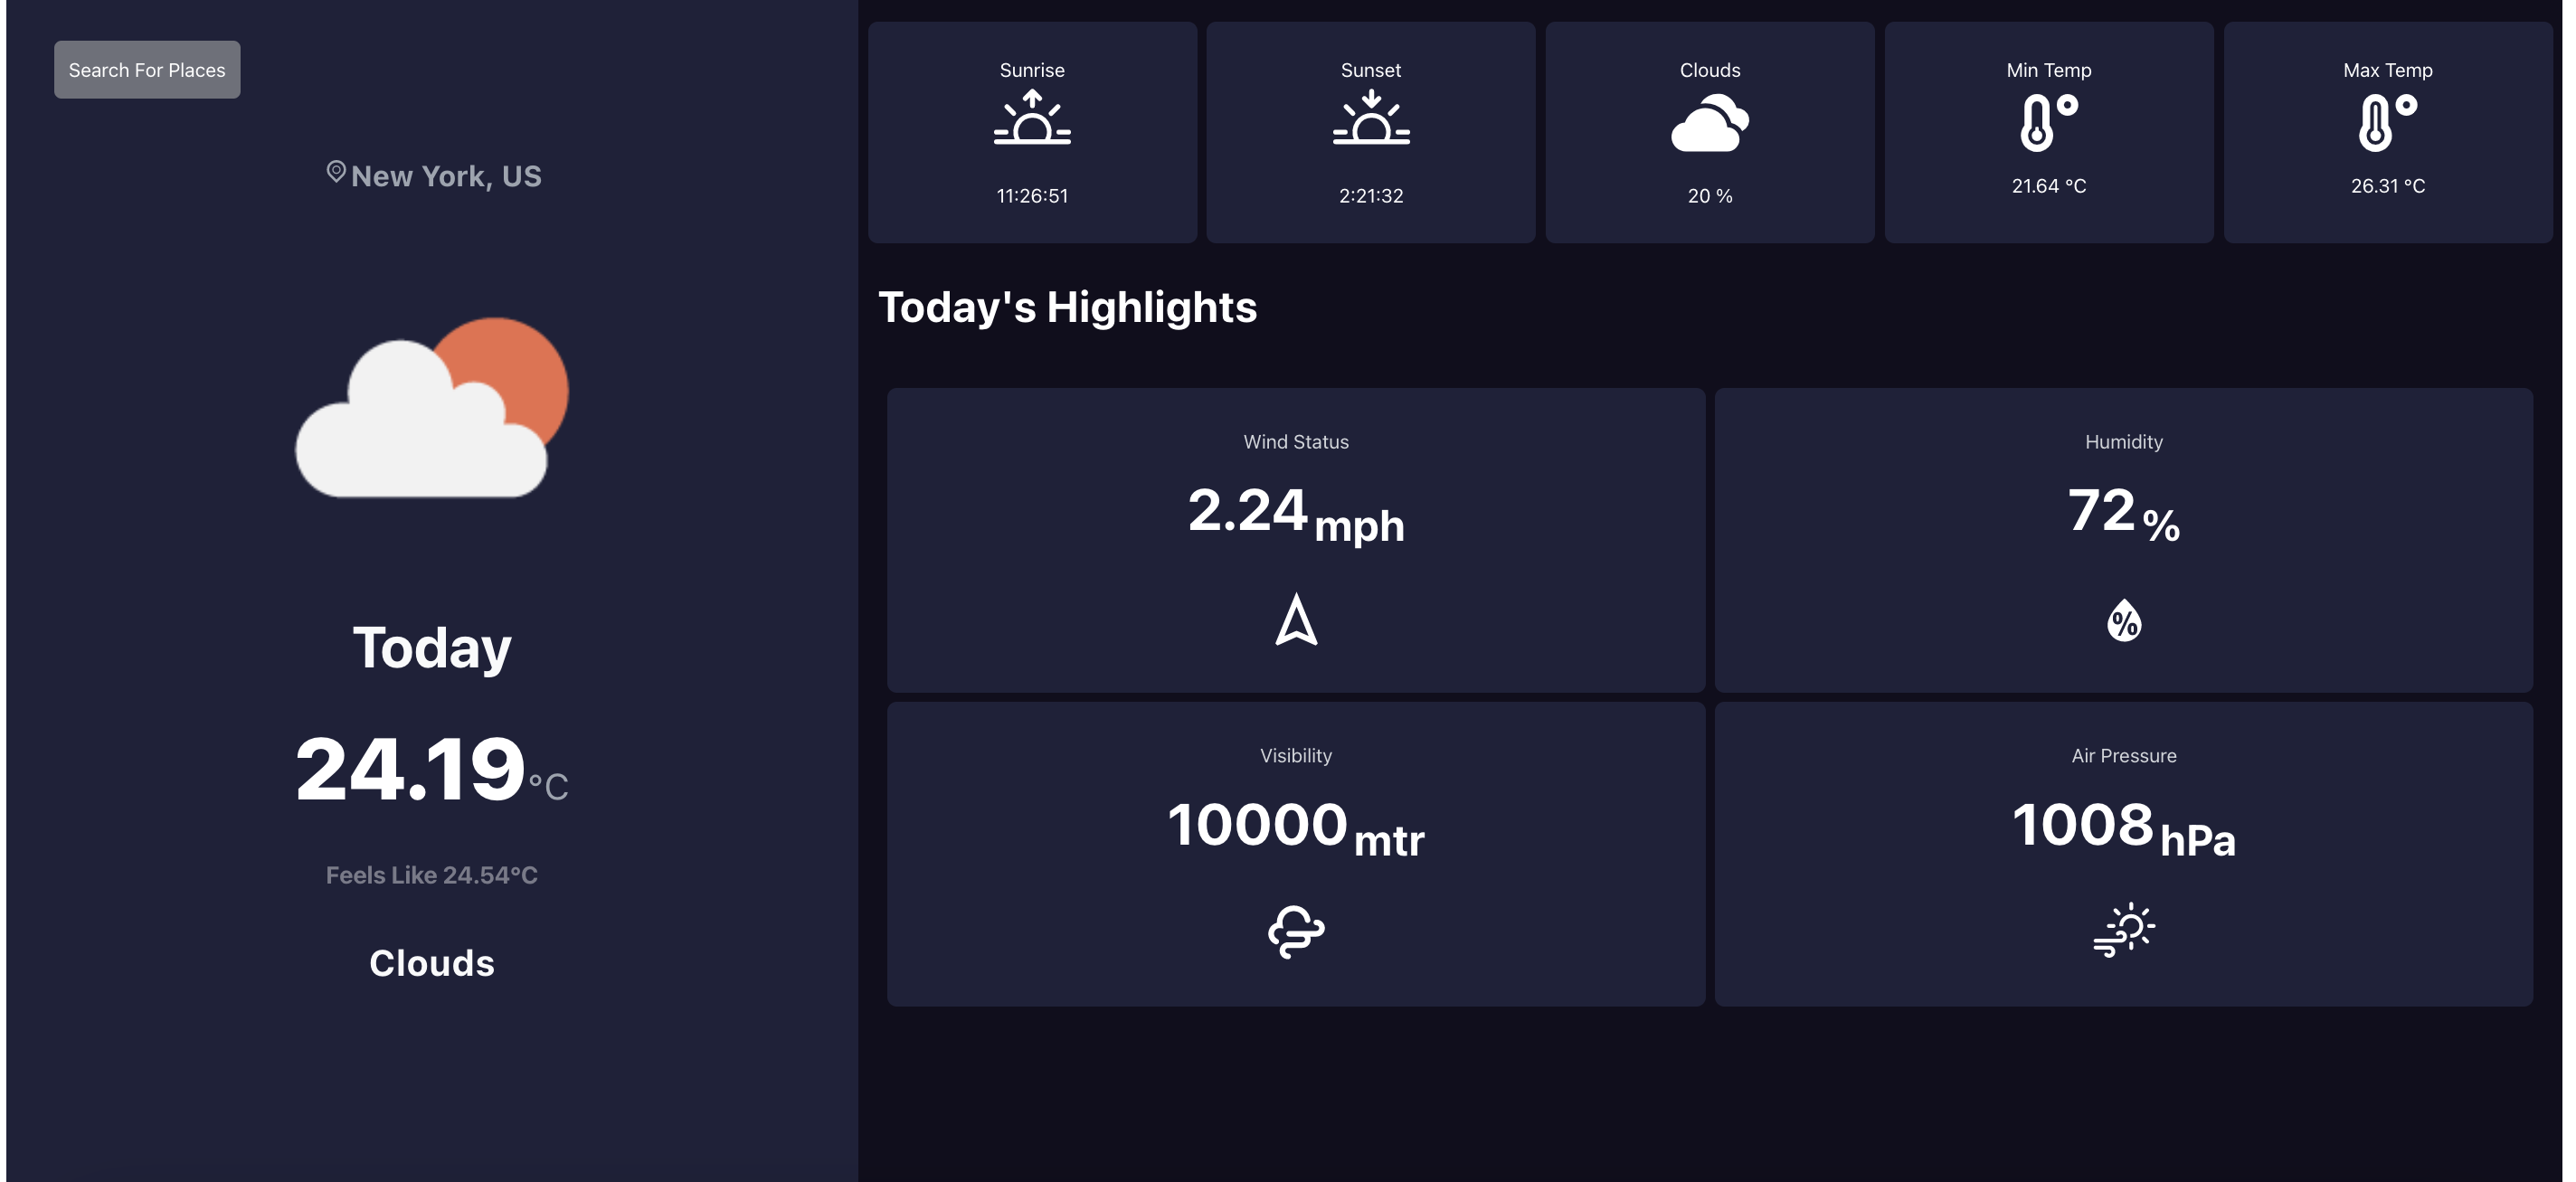 Search For Places
New York, US
Today
24.19°C
Feels Like 24.54°C
Clouds
Sunrise
11:26:51
Sunset
2:21:32
Clouds
20 %
Min Temp
21.64 °C
Max Temp
26.31 °C
Today's Highlights
Wind Status
2.24 mph
Humidity
72 %
%
Visibility
10000 mtr
Air Pressure
1008 hPa